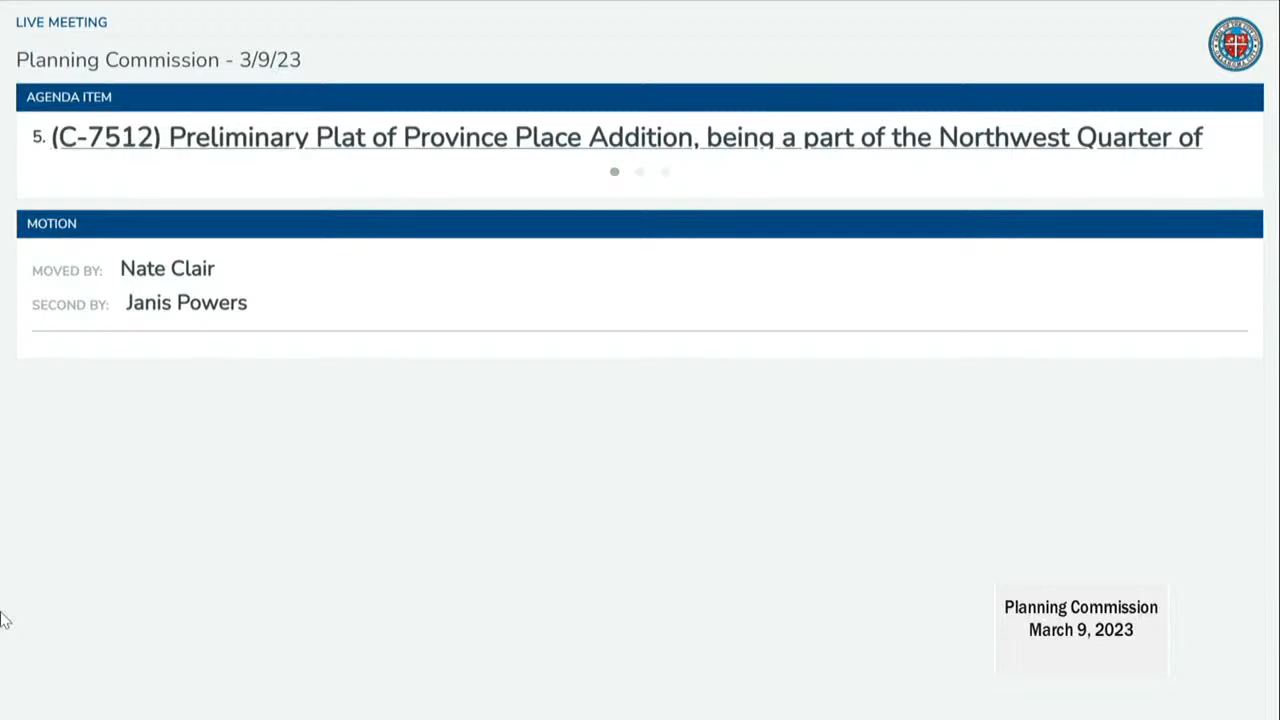 LIVE MEETING
Planning Commission - 3/9/23
AGENDA ITEM
5. (C-7512) Preliminary Plat of Province Place Addition, being a part of the Northwest Quarter of
MOTION
MOVED BY: Nate Clair
SECOND BY: Janis Powers
Planning Commission
March 9, 2023